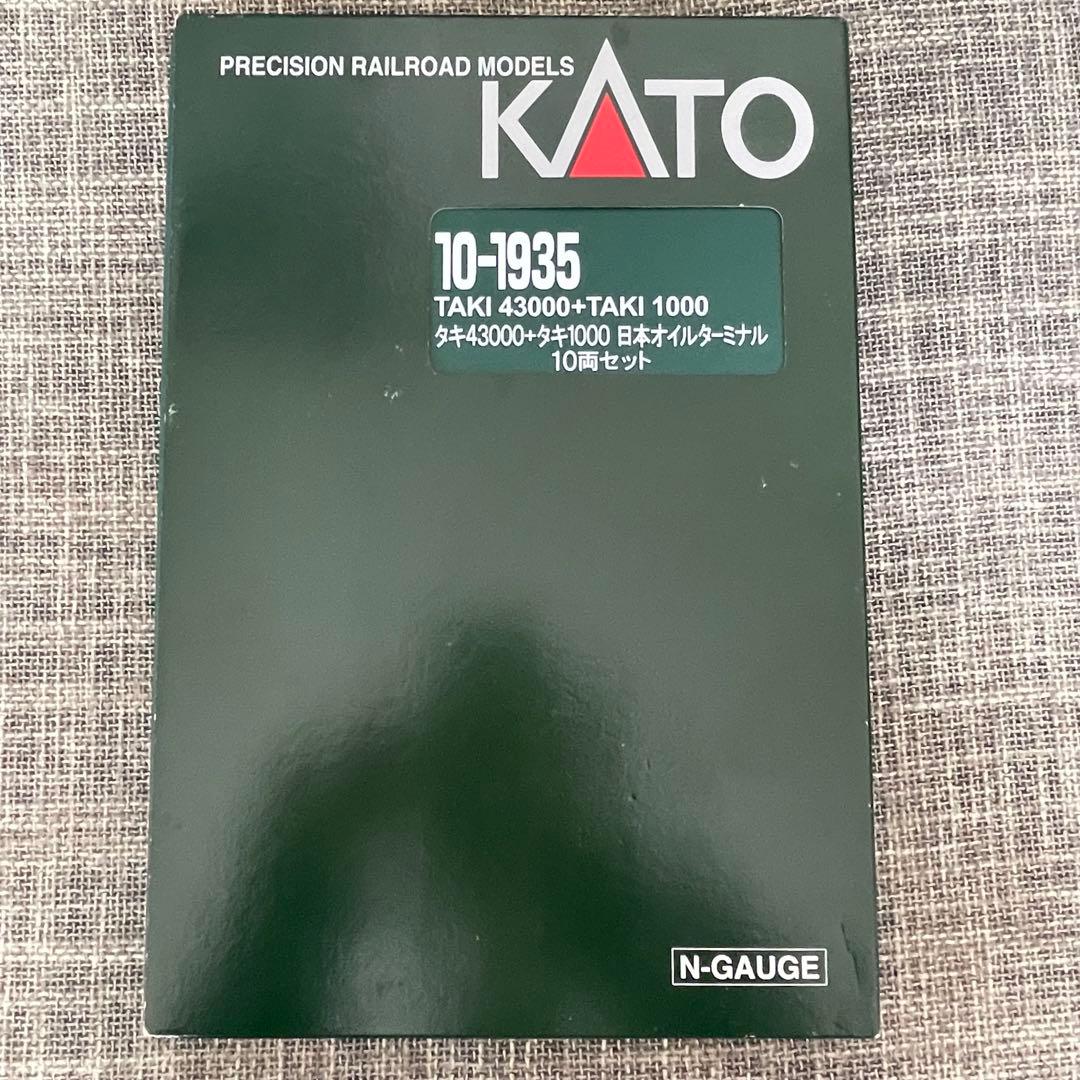 PRECISION RAILROAD MODELS
KATO
10-1935
TAKI 43000+TAKI 1000
タキ43000+タキ1000 日本オイルターミナル
10両セット
N-GAUGE